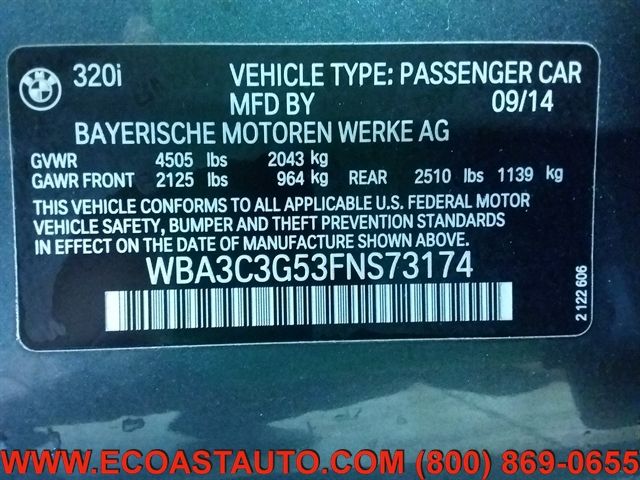 BMW
320i VEHICLE TYPE: PASSENGER CAR
MFD BY 09/14
BAYERISCHE MOTOREN WERKE AG
GVWR 4505 lbs 2043 kg
GAWR FRONT 2125 lbs 964 kg REAR 2510 lbs 1139 kg
THIS VEHICLE CONFORMS TO ALL APPLICABLE U.S. FEDERAL MOTOR
VEHICLE SAFETY, BUMPER AND THEFT PREVENTION STANDARDS
IN EFFECT ON THE DATE OF MANUFACTURE SHOWN ABOVE.
WBA3C3G53FNS73174
2 122 606
WWW.ECOASTAUTO.COM (800) 869-0655